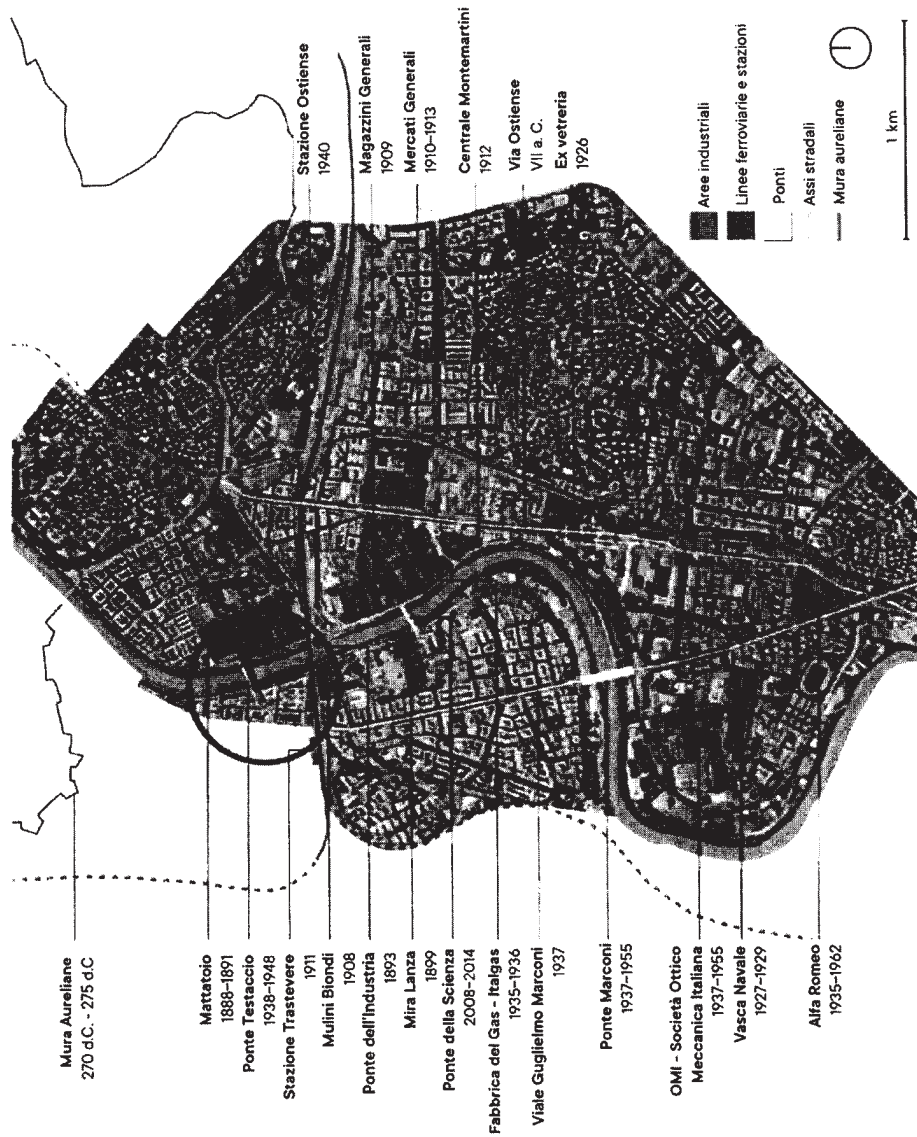 Mura Aureliane
270 d.C. - 275 d.C
Mattatoio
1888–1891
Ponte Testaccio
1938–1948
Stazione Trastevere
1911
Mulini Biondi
1908
Ponte dell'Industria
1893
Mira Lanza
1899
Ponte della Scienza
2008-2014
Fabbrica del Gas - Italgas
1935–1936
Viale Guglielmo Marconi
1937
Ponte Marconi
1937–1955
OMI - Società Ottico
Meccanica Italiana
1937–1955
Vasca Navale
1927–1929
Alfa Romeo
1935–1962
Stazione Ostiense
1940
Magazzini Generali
1909
Mercati Generali
1910–1913
Centrale Montemartini
1912
Via Ostiense
VII a. C.
Ex vetreria
1926
Aree industriali
Linee ferroviarie e stazioni
Ponti
Assi stradali
Mura aureliane
1 km